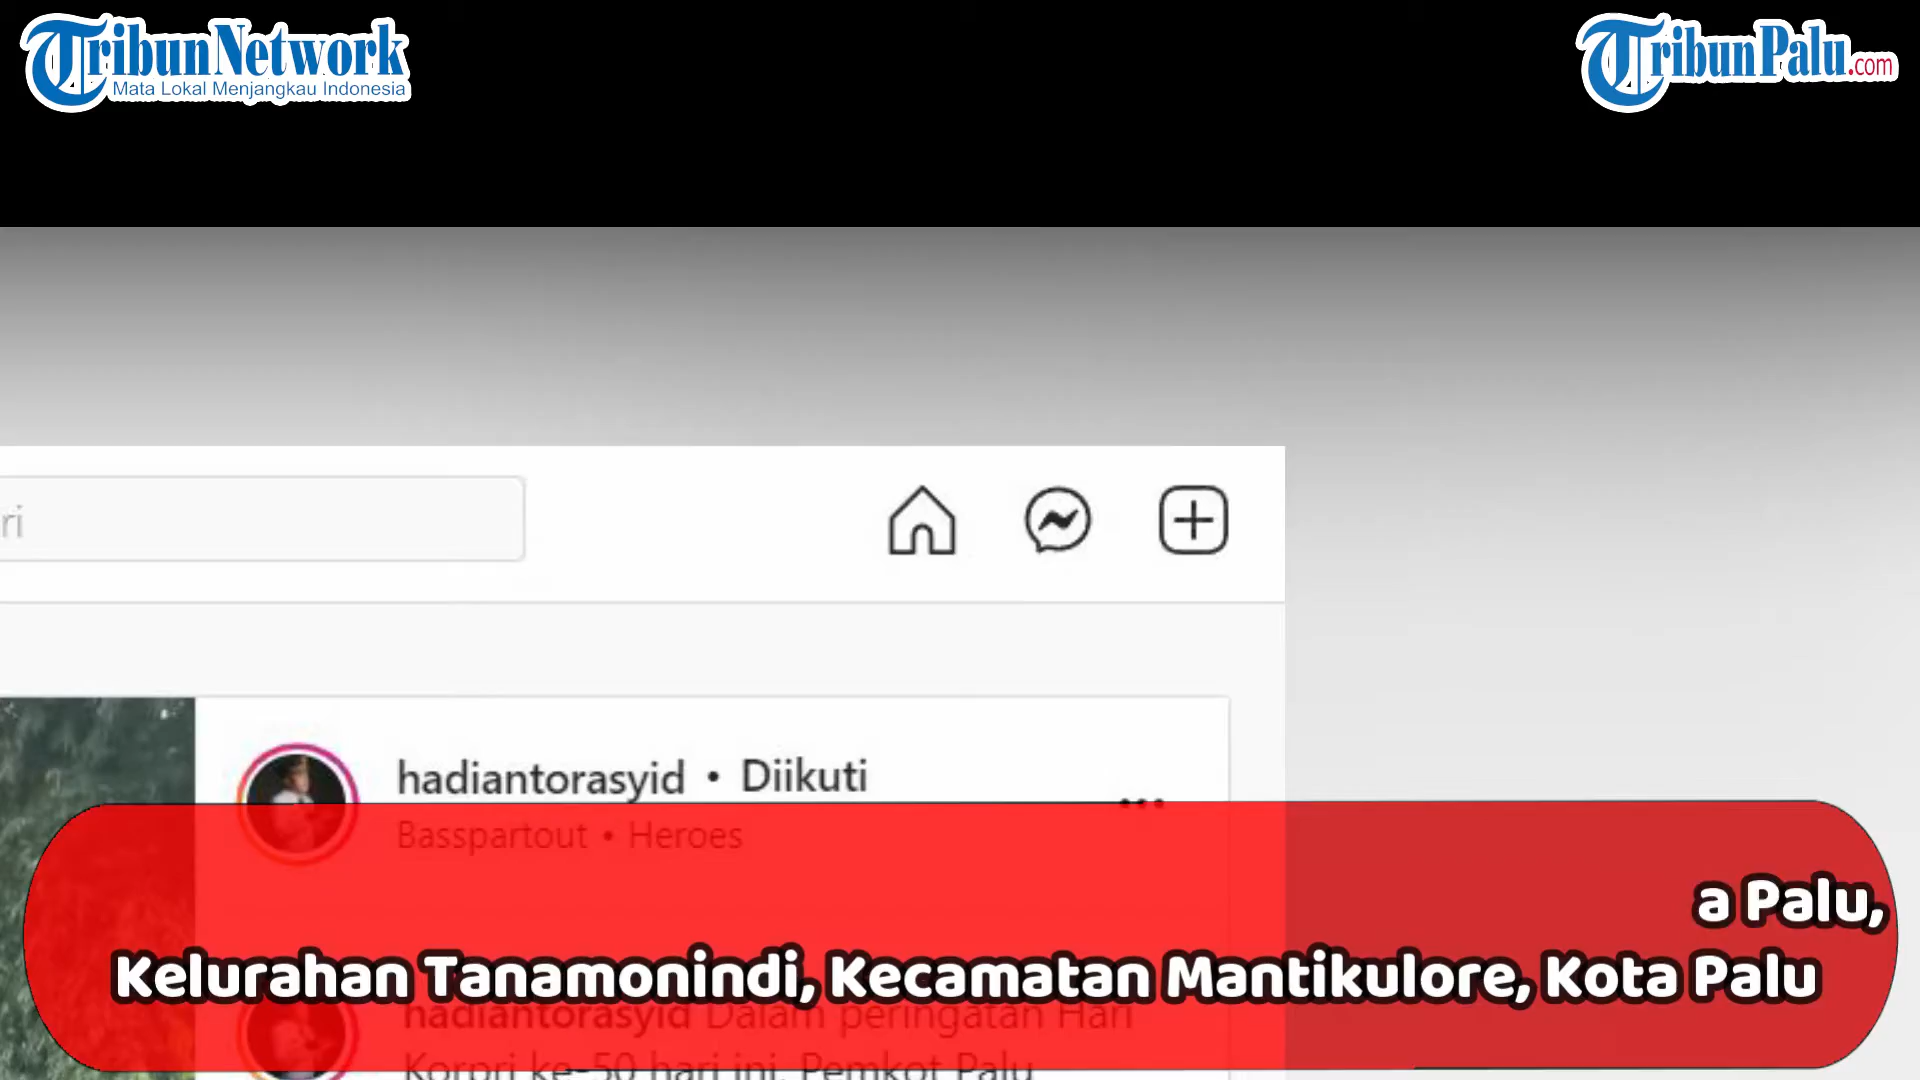 TribunNetwork
Mata Lokal Menjangkau Indonesia
TribunPalu.com
ri
hadiantorasyid • Diikuti
Basspartout • Heroes
a Palu,
Kelurahan Tanamonindi, Kecamatan Mantikulore, Kota Palu
hadiantorasyid Dalam peringatan Hari
Korpri ke-50 hari ini, Pemkot Palu